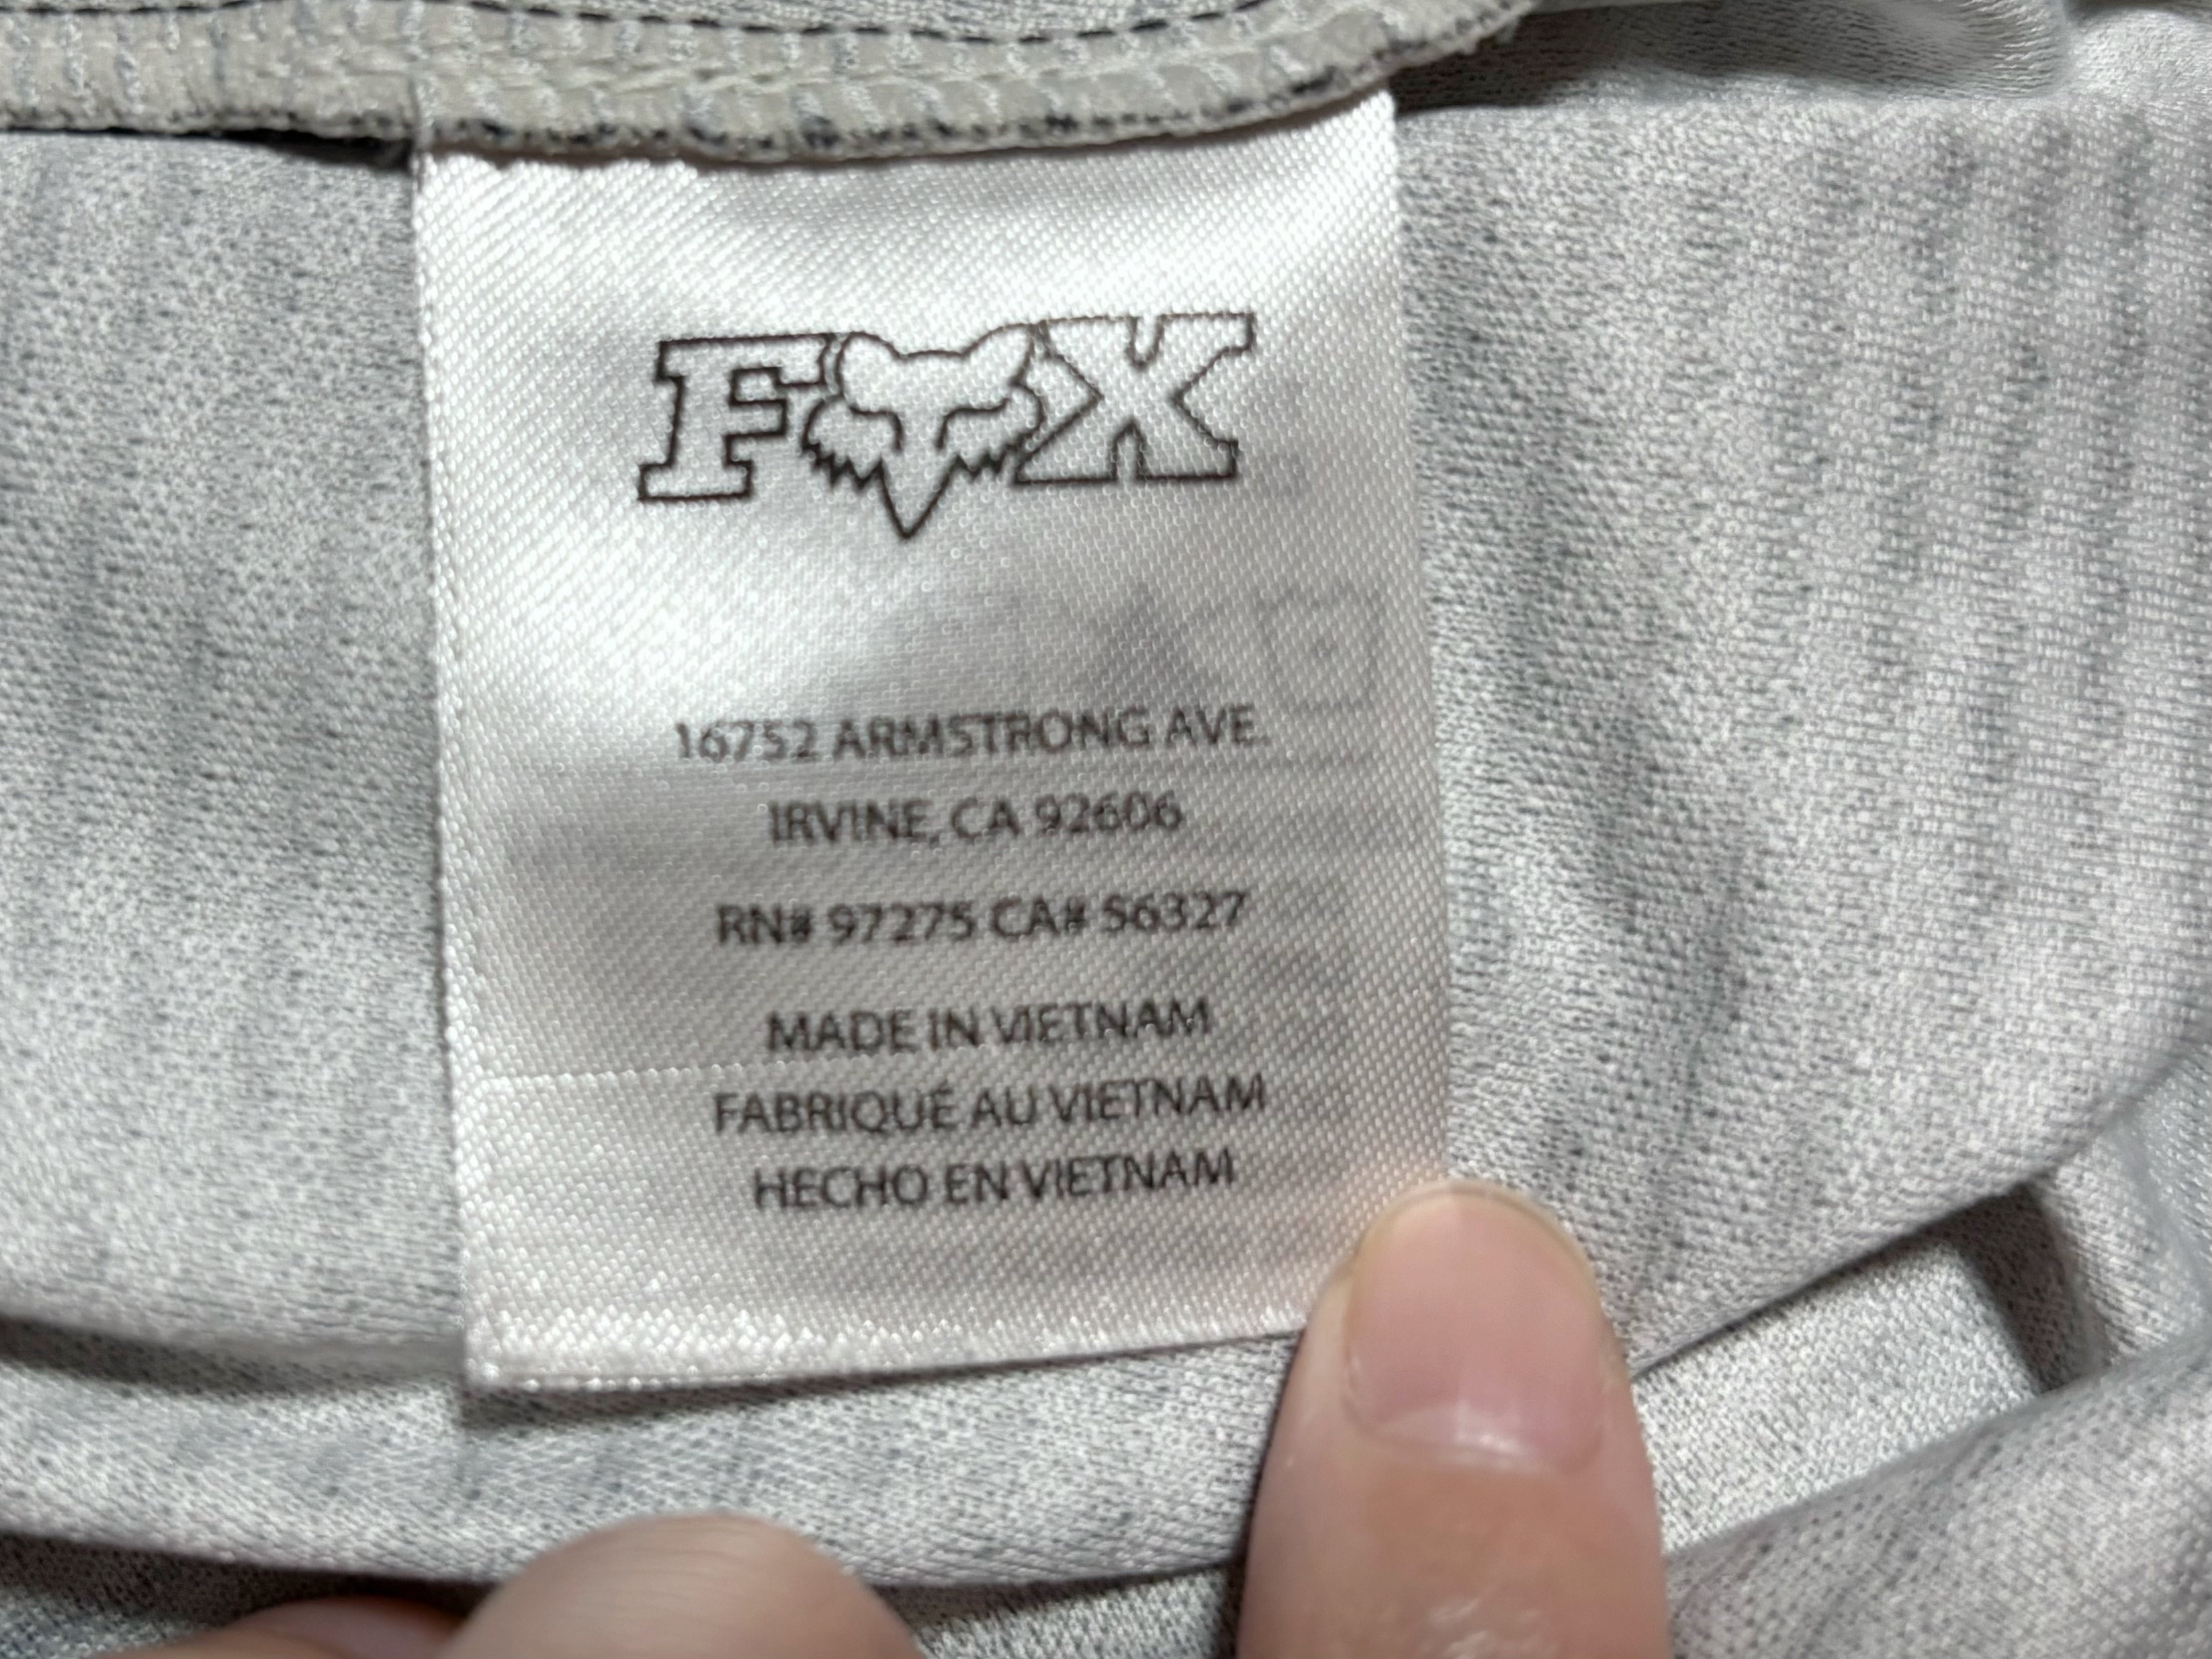 FOX
16752 ARMSTRONG AVE.
IRVINE, CA 92606
RN# 97275 CA# 56327
MADE IN VIETNAM
FABRIQUÉ AU VIETNAM
HECHO EN VIETNAM